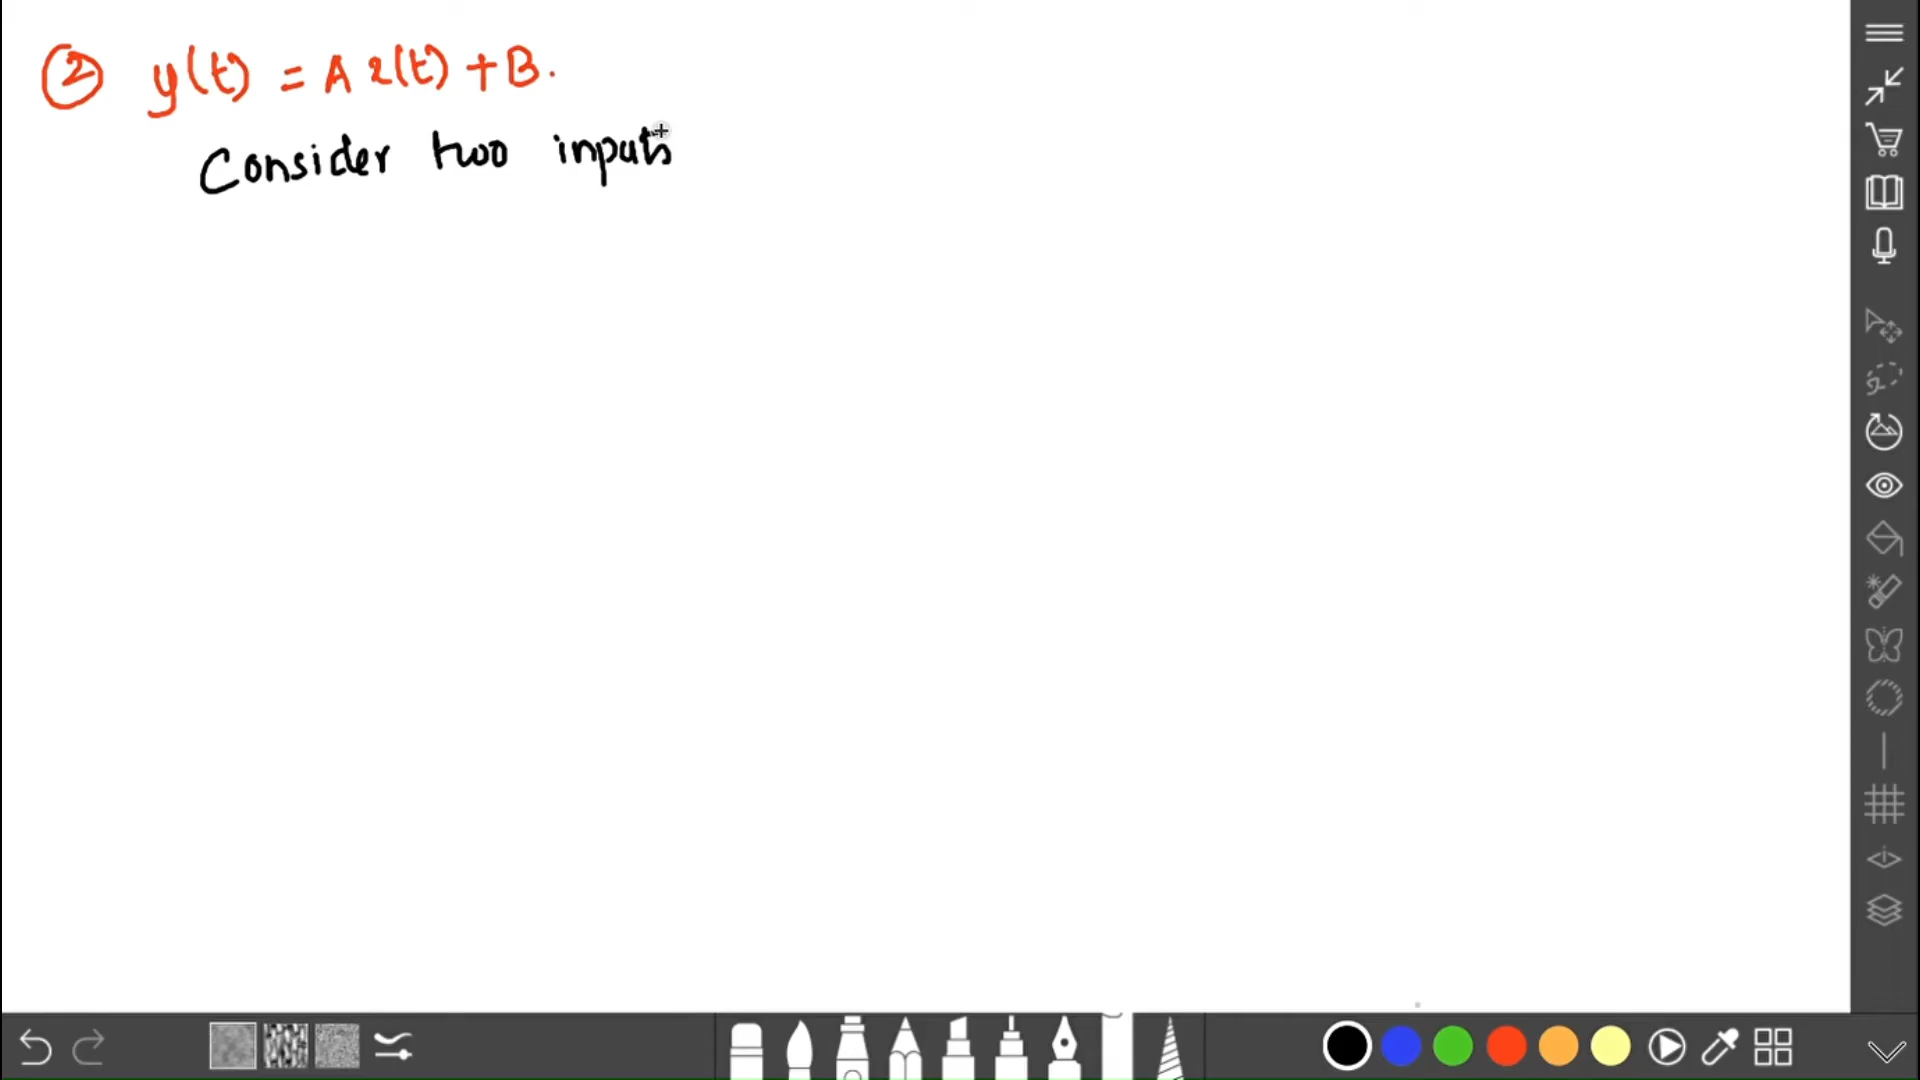 ② y(t) = A x(t) + B.
Consider two inputs